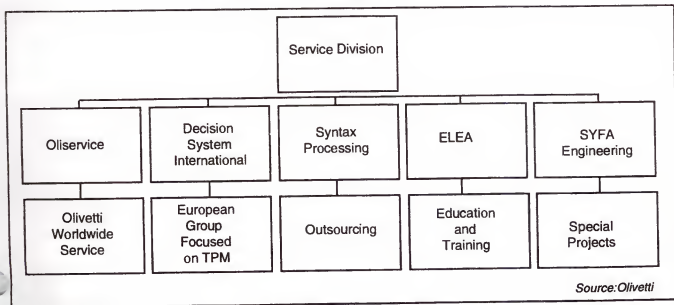 Service Division
Oliservice
Decision
System
International
Syntax
Processing
ELEA
SYFA
Engineering
Olivetti
Worldwide
Service
European
Group
Focused
on TPM
Outsourcing
Education
and
Training
Special
Projects
Source:Olivetti